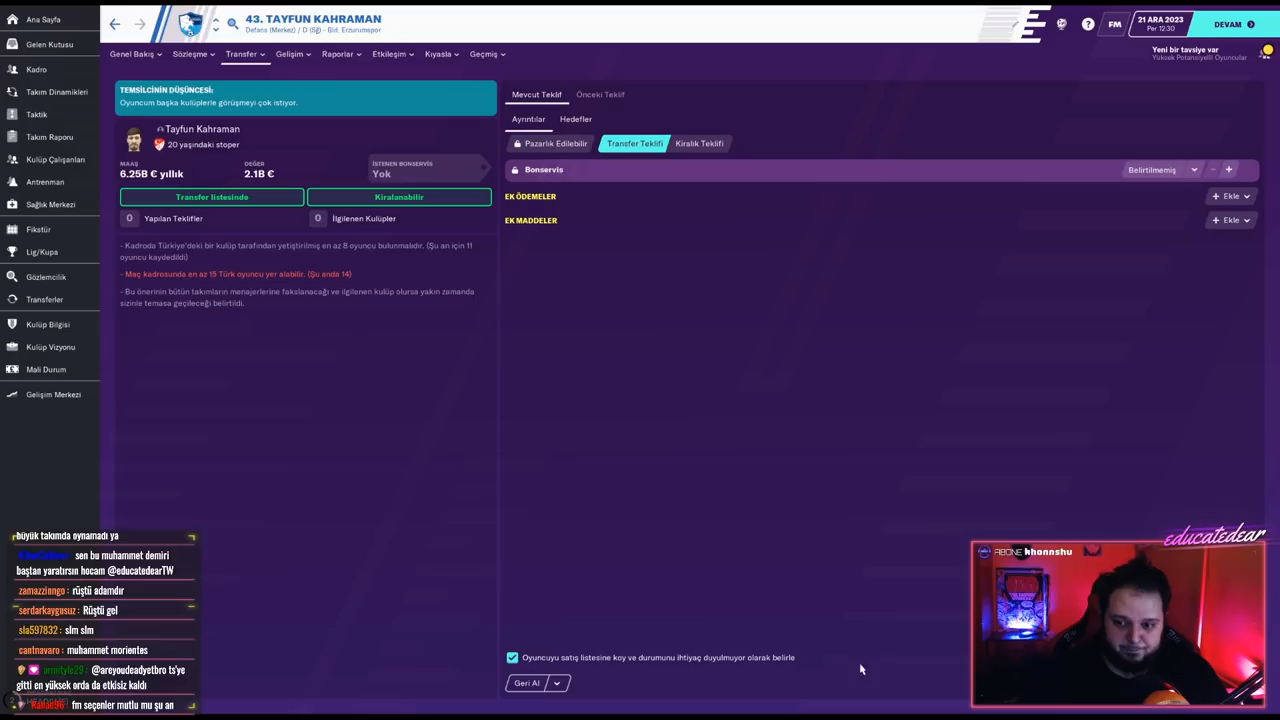 Ana Sayfa
Gelen Kutusu
Kadro
Takım Dinamikleri
Taktik
Takım Raporu
Kulüp Çalışanları
Antrenman
Sağlık Merkezi
Fikstür
Lig/Kupa
Gözlemcilik
Transferler
Kulüp Bilgisi
Kulüp Vizyonu
Mali Durum
Gelişim Merkezi
43. TAYFUN KAHRAMAN
Defans (Merkez) / D (Sğ) - Bld. Erzurumspor
FM
21 ARA 2023
Per 12:30
DEVAM
Genel Bakış
Sözleşme
Transfer
Gelişim
Raporlar
Etkileşim
Kıyasla
Geçmiş
Yeni bir tavsiye var
Yüksek Potansiyelli Oyuncular
TEMSİLCİNİN DÜŞÜNCESİ:
Oyuncum başka kulüplerle görüşmeyi çok istiyor.
Tayfun Kahraman
20 yaşındaki stoper
MAAŞ
6.25B € yıllık
DEĞER
2.1B €
İSTENEN BONSERVİS
Yok
Transfer listesinde
Kiralanabilir
0 Yapılan Teklifler
0 İlgilenen Kulüpler
- Kadroda Türkiye'deki bir kulüp tarafından yetiştirilmiş en az 8 oyuncu bulunmalıdır. (Şu an için 11
oyuncu kaydedildi)
- Maç kadrosunda en az 15 Türk oyuncu yer alabilir. (Şu anda 14)
- Bu önerinin bütün takımların menajerlerine fakslanacağı ve ilgilenen kulüp olursa yakın zamanda
sizinle temasa geçileceği belirtildi.
Mevcut Teklif
Önceki Teklif
Ayrıntılar
Hedefler
Pazarlık Edilebilir
Transfer Teklifi
Kiralık Teklifi
Bonservis
Belirtilmemiş
EK ÖDEMELER
+ Ekle
EK MADDELER
+ Ekle
Oyuncuyu satış listesine koy ve durumunu ihtiyaç duyulmuyor olarak belirle
Geri Al
büyük takımda oynamadı ya
sen bu muhammet demiri
baştan yaratırsın hocam @educatedearTW
zamazzinngo : rüştü adamdır
serdarkaygusuz : Rüştü gel
sla597832 : slm slm
cantnavaro : muhammet morientes
@areyoudeadyetbro ts'ye
geti en yüksek oldu da etkisiz kaldı
fm seçenler mutlu mu şu an
educatedear
ABONE khonnshu